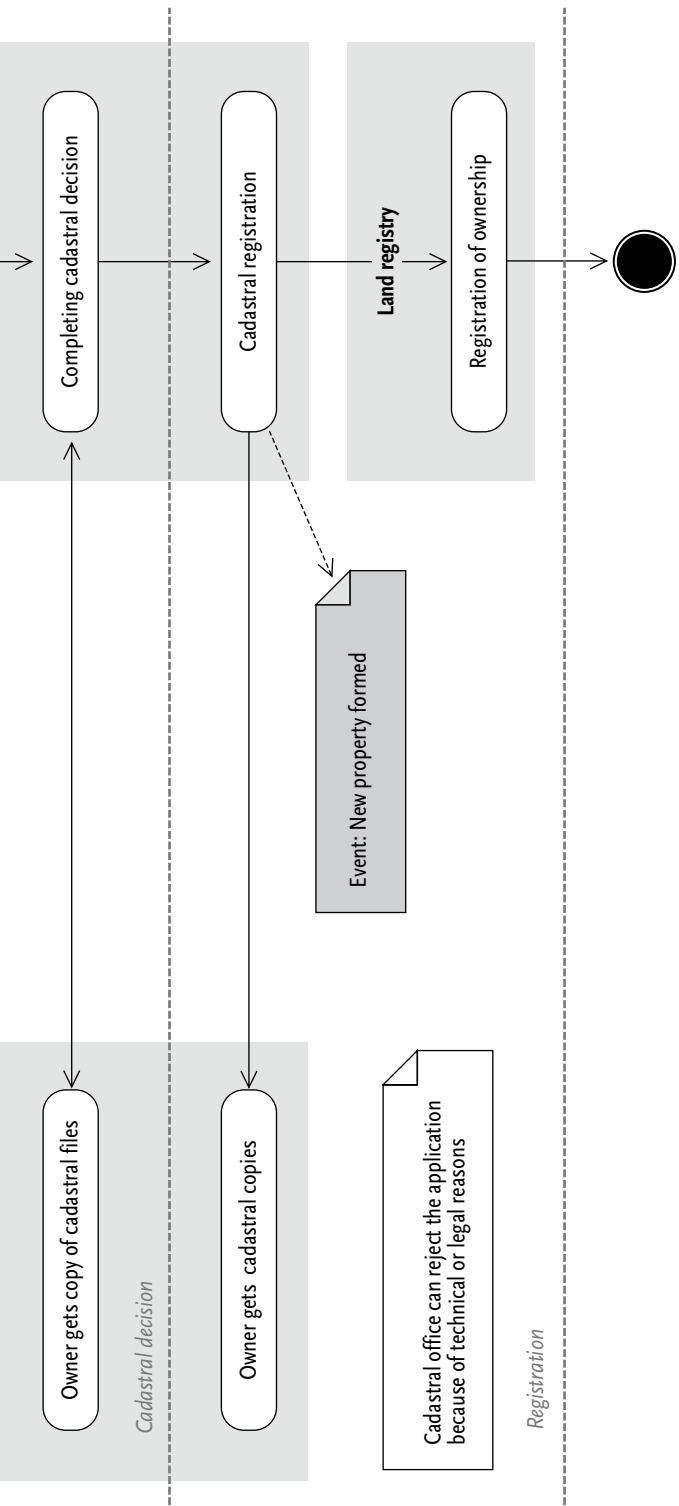 Completing cadastral decision
Owner gets copy of cadastral files
Cadastral decision
Cadastral registration
Owner gets cadastral copies
Event: New property formed
Land registry
Registration of ownership
Cadastral office can reject the application
because of technical or legal reasons
Registration